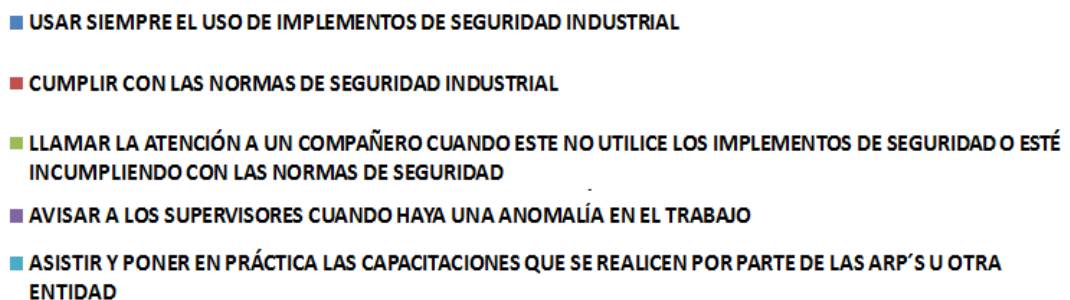 USAR SIEMPRE EL USO DE IMPLEMENTOS DE SEGURIDAD INDUSTRIAL
CUMPLIR CON LAS NORMAS DE SEGURIDAD INDUSTRIAL
LLAMAR LA ATENCIÓN A UN COMPAÑERO CUANDO ESTE NO UTILICE LOS IMPLEMENTOS DE SEGURIDAD O ESTÉ
INCUMPLIENDO CON LAS NORMAS DE SEGURIDAD
AVISAR A LOS SUPERVISORES CUANDO HAYA UNA ANOMALÍA EN EL TRABAJO
ASISTIR Y PONER EN PRÁCTICA LAS CAPACITACIONES QUE SE REALICEN POR PARTE DE LAS ARP´S U OTRA
ENTIDAD